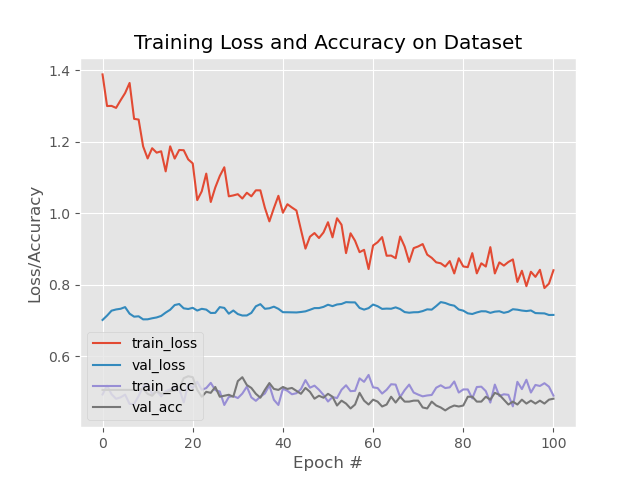 Training Loss and Accuracy on Dataset
1.4
1.2
1.0
0.8
0.6
Loss/Accuracy
train_loss
val_loss
train_acc
val_acc
0
20
40
60
80
100
Epoch #